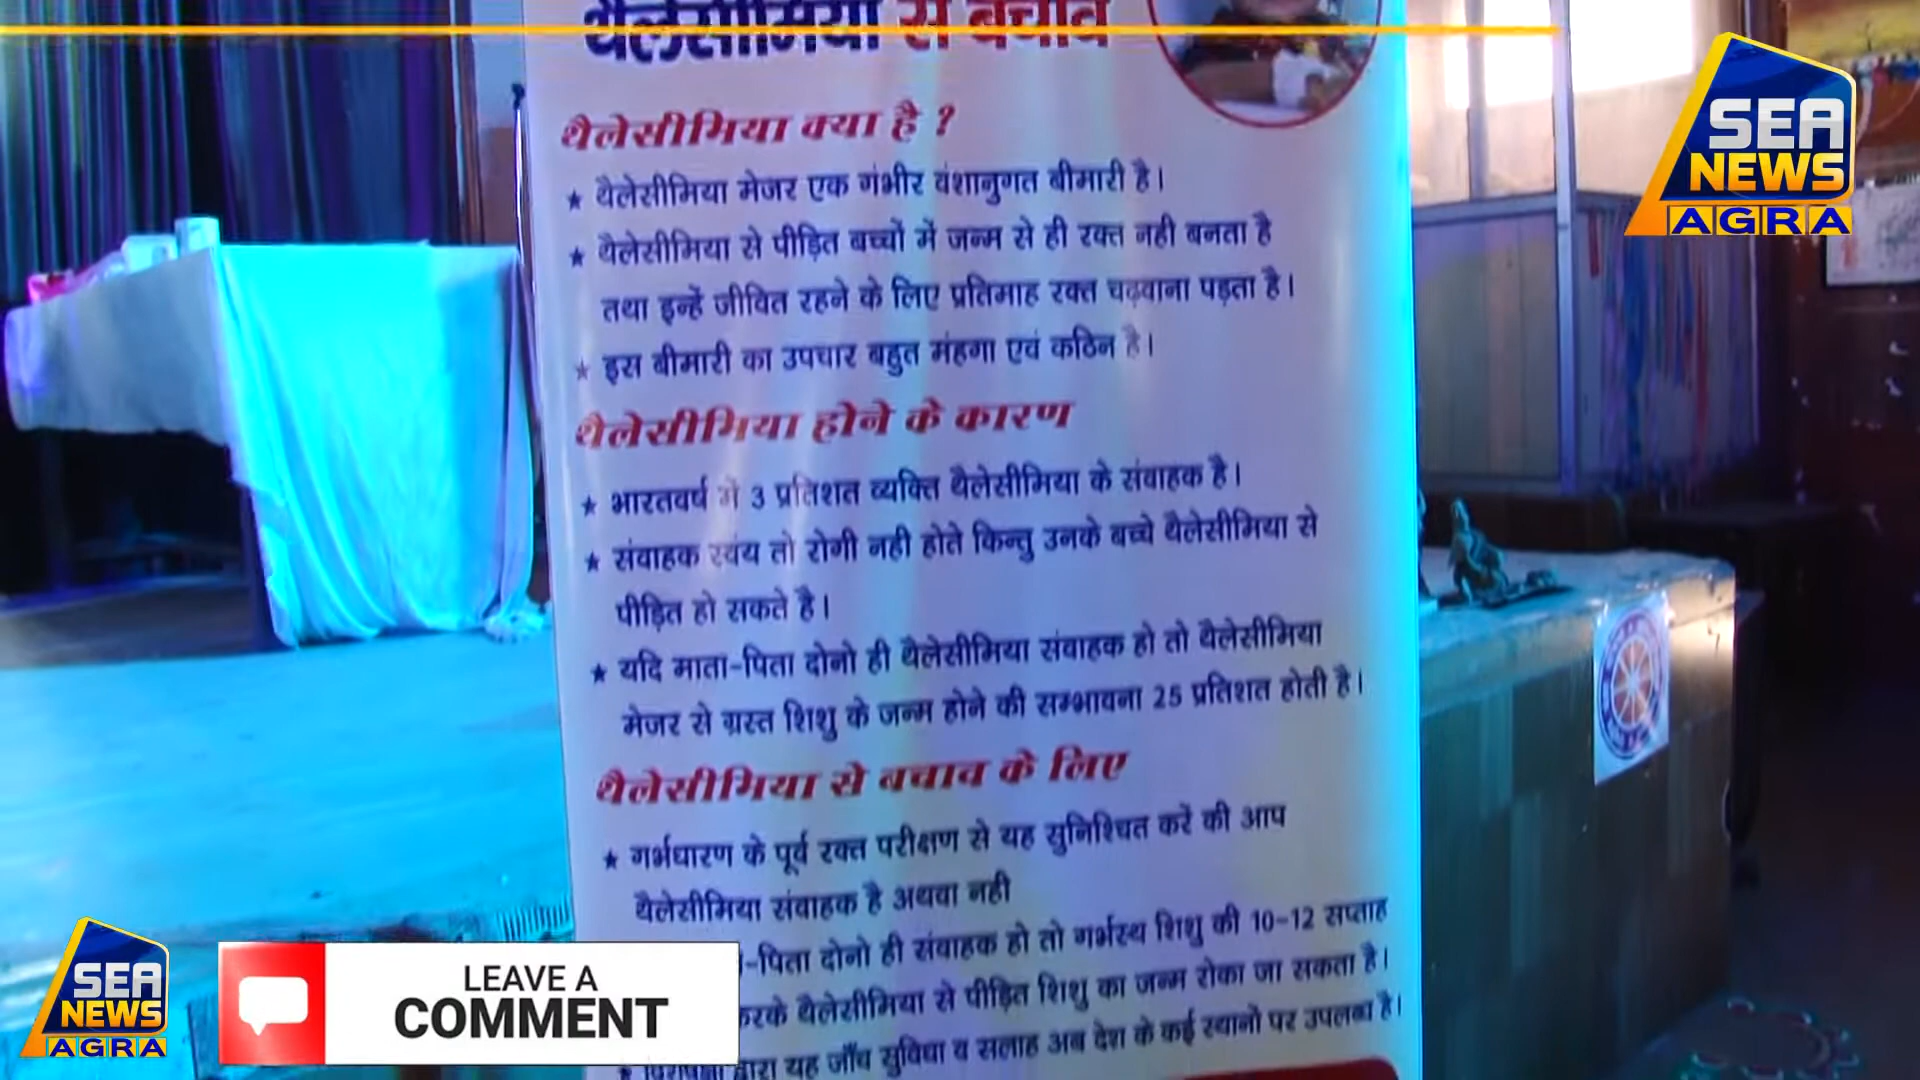 थैलेसीमिया से बचाव
थैलेसीमिया क्या है ?
★ थैलेसीमिया मेजर एक गंभीर वंशानुगत बीमारी है।
★ थैलेसीमिया से पीड़ित बच्चों में जन्म से ही रक्त नही बनता है
तथा इन्हें जीवित रहने के लिए प्रतिमाह रक्त चढ़वाना पड़ता है।
★ इस बीमारी का उपचार बहुत मंहगा एवं कठिन है।
थैलेसीमिया होने के कारण
★ भारतवर्ष में 3 प्रतिशत व्यक्ति थैलेसीमिया के संवाहक है।
★ संवाहक स्वंय तो रोगी नही होते किन्तु उनके बच्चे थैलेसीमिया से
पीड़ित हो सकते है।
★ यदि माता-पिता दोनो ही थैलेसीमिया संवाहक हो तो थैलेसीमिया
मेजर से ग्रस्त शिशु के जन्म होने की सम्भावना 25 प्रतिशत होती है।
थैलेसीमिया से बचाव के लिए
★ गर्भधारण के पूर्व रक्त परीक्षण से यह सुनिश्चित करें की आप
थैलेसीमिया संवाहक है अथवा नही
-पिता दोनो ही संवाहक हो तो गर्भस्थ शिशु की 10-12 सप्ताह
करके थैलेसीमिया से पीड़ित शिशु का जन्म रोका जा सकता है।
द्वारा यह जाँच सुविधा व सलाह अब देश के कई स्थानों पर उपलब्ध है।
SEA
NEWS
AGRA
SEA
NEWS
AGRA
LEAVE A
COMMENT